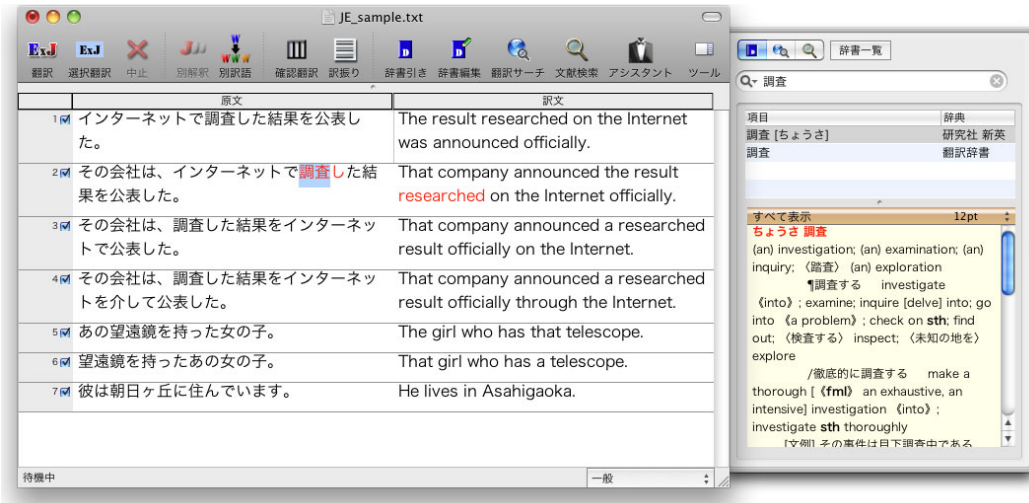 JE_sample.txt
ExJ ExJ
翻訳 選択翻訳 中止 別解釈 別訳語 確認翻訳 訳振り 辞書引き 辞書編集 翻訳サーチ 文献検索 アシスタント ツール
原文 訳文
1 インターネットで調査した結果を公表し
た。
The result researched on the Internet
was announced officially.
2 その会社は、インターネットで調査した結
果を公表した。
That company announced the result
researched on the Internet officially.
3 その会社は、調査した結果をインターネッ
トで公表した。
That company announced a researched
result officially on the Internet.
4 その会社は、調査した結果をインターネッ
トを介して公表した。
That company announced a researched
result officially through the Internet.
5 あの望遠鏡を持った女の子。
The girl who has that telescope.
6 望遠鏡を持ったあの女の子。
That girl who has a telescope.
7 彼は朝日ヶ丘に住んでいます。
He lives in Asahigaoka.
待機中 一般
辞書一覧
調査
項目 辞典
調査 [ちょうさ] 研究社 新英
調査 翻訳辞書
すべて表示 12pt
ちょうさ 調査
(an) investigation; (an) examination; (an)
inquiry; 〈踏査〉 (an) exploration
¶調査する investigate
《into》; examine; inquire [delve] into; go
into 《a problem》; check on sth; find
out; 〈検査する〉 inspect; 〈未知の地を〉
explore
/徹底的に調査する make a
thorough [《fml》 an exhaustive, an
intensive] investigation 《into》;
investigate sth thoroughly
[文例] その事件は目下調査中である